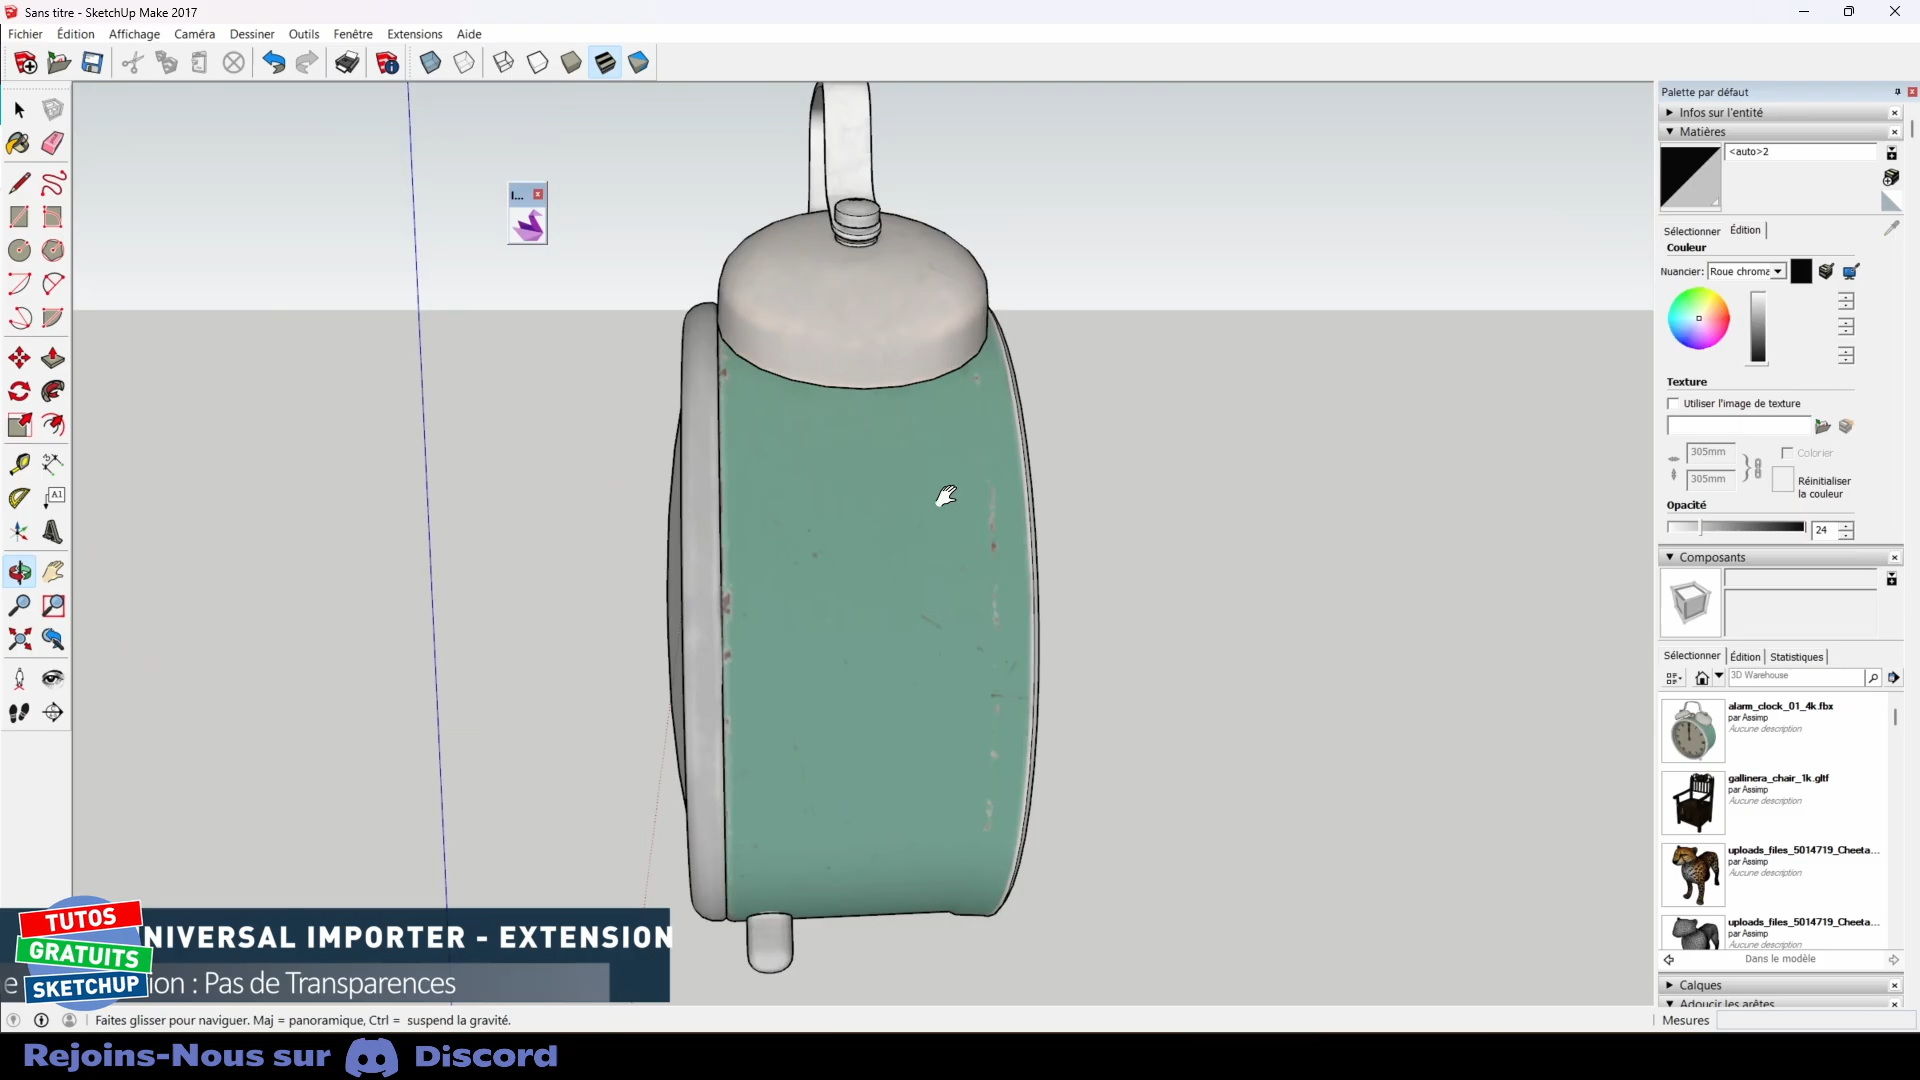 Sans titre - SketchUp Make 2017
Fichier Édition Affichage Caméra Dessiner Outils Fenêtre Extensions Aide
Palette par défaut
Infos sur l'entité
Matières
<auto>2
I...
Sélectionner Édition
Couleur
Nuancier: Roue chroma
Texture
Utiliser l'image de texture
305mm Colorier
305mm Réinitialiser
la couleur
Opacité
24
A1
Composants
Sélectionner Édition Statistiques
3D Warehouse
alarm_clock_01_4k.fbx
par Assimp
Aucune description
gallinera_chair_1k.gltf
par Assimp
Aucune description
uploads_files_5014719_Cheeta...
par Assimp
Aucune description
uploads_files_5014719_Cheeta...
par Assimp
Aucune description
Dans le modèle
Calques
Adoucir les arêtes
TUTOS
GRATUITS
SKETCHUP
NIVERSAL IMPORTER - EXTENSION
e ion : Pas de Transparences
Faites glisser pour naviguer. Maj = panoramique, Ctrl = suspend la gravité.
Mesures
Rejoins-Nous sur Discord